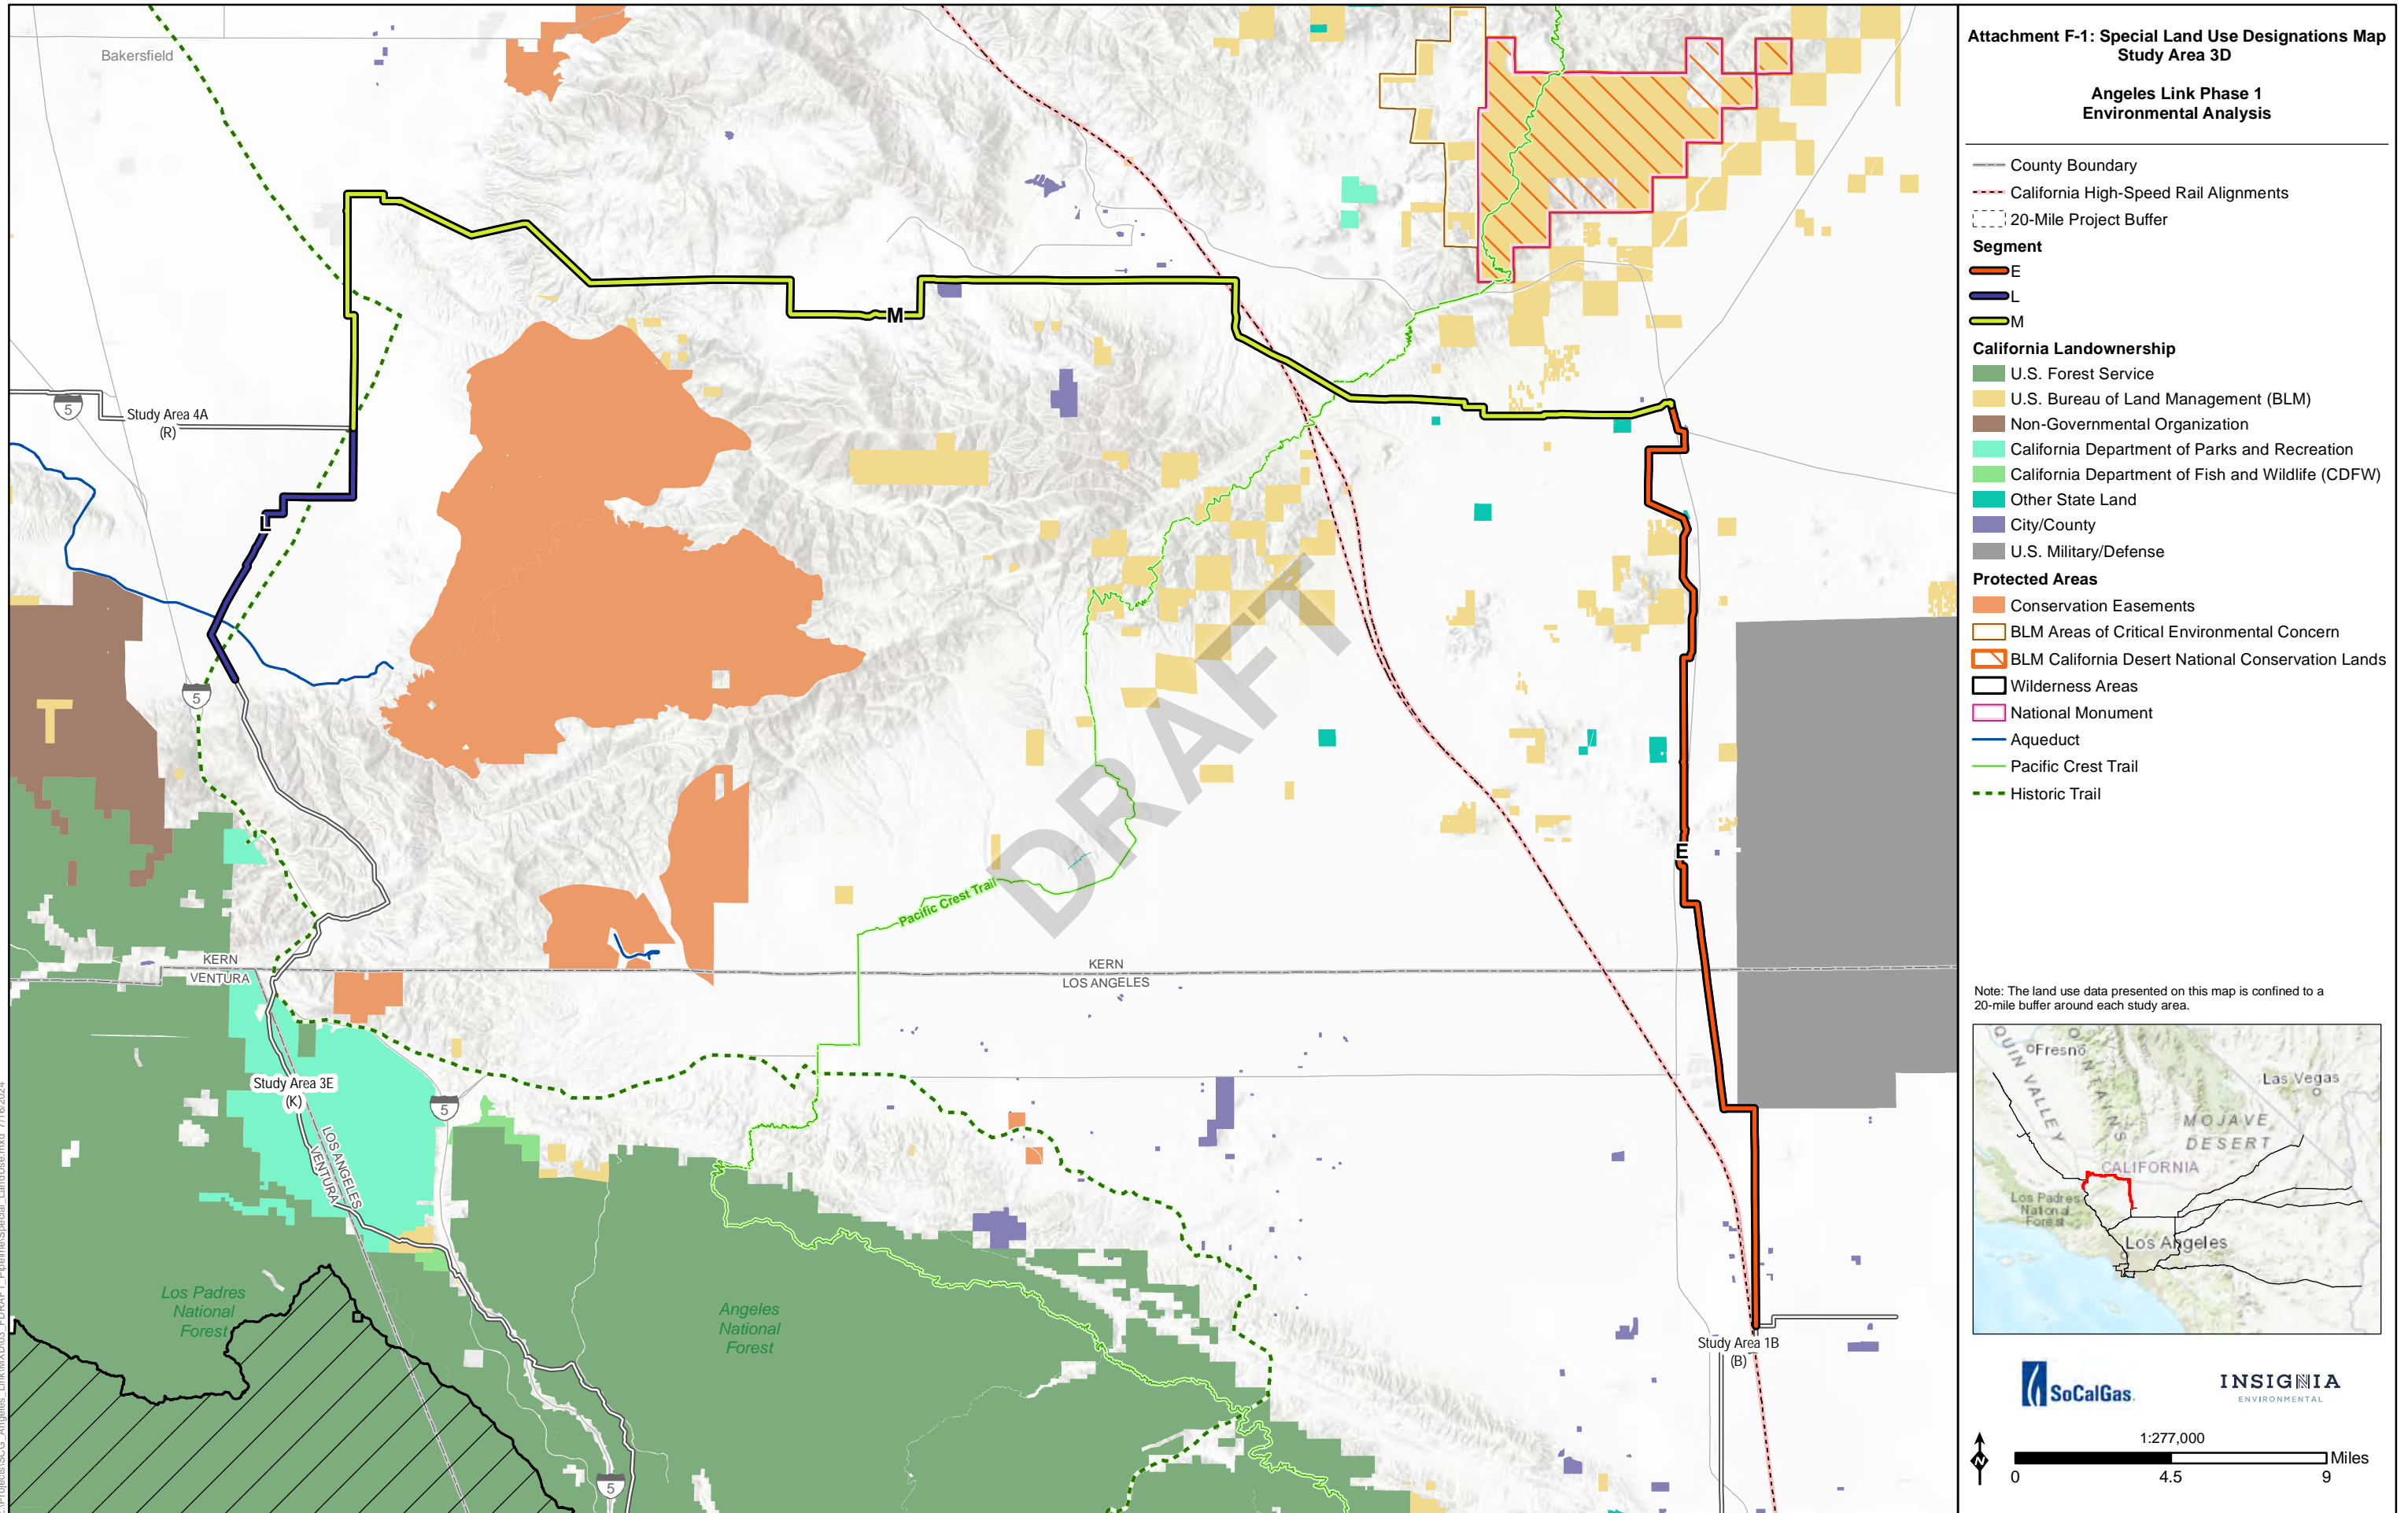 Attachment F-1: Special Land Use Designations Map
Study Area 3D
Angeles Link Phase 1
Environmental Analysis
County Boundary
California High-Speed Rail Alignments
20-Mile Project Buffer
Segment
E
L
M
California Landownership
U.S. Forest Service
U.S. Bureau of Land Management (BLM)
Non-Governmental Organization
California Department of Parks and Recreation
California Department of Fish and Wildlife (CDFW)
Other State Land
City/County
U.S. Military/Defense
Protected Areas
Conservation Easements
BLM Areas of Critical Environmental Concern
BLM California Desert National Conservation Lands
Wilderness Areas
National Monument
Aqueduct
Pacific Crest Trail
Historic Trail
Note: The land use data presented on this map is confined to a
20-mile buffer around each study area.
Fresno
Las Vegas
MOJAVE
DESERT
CALIFORNIA
Los Padres
National
Forest
Los Angeles
SoCalGas.
INSIGNIA
ENVIRONMENTAL
1:277,000
Miles
N
0
4.5
9
Bakersfield
M
5
Study Area 4A
(R)
L
5
DRAFT
E
Pacific Crest Trail
KERN
VENTURA
KERN
LOS ANGELES
Study Area 3E
(K)
5
LOS ANGELES
VENTURA
Los Padres
National
Forest
Angeles
National
Forest
Study Area 1B
(B)
5